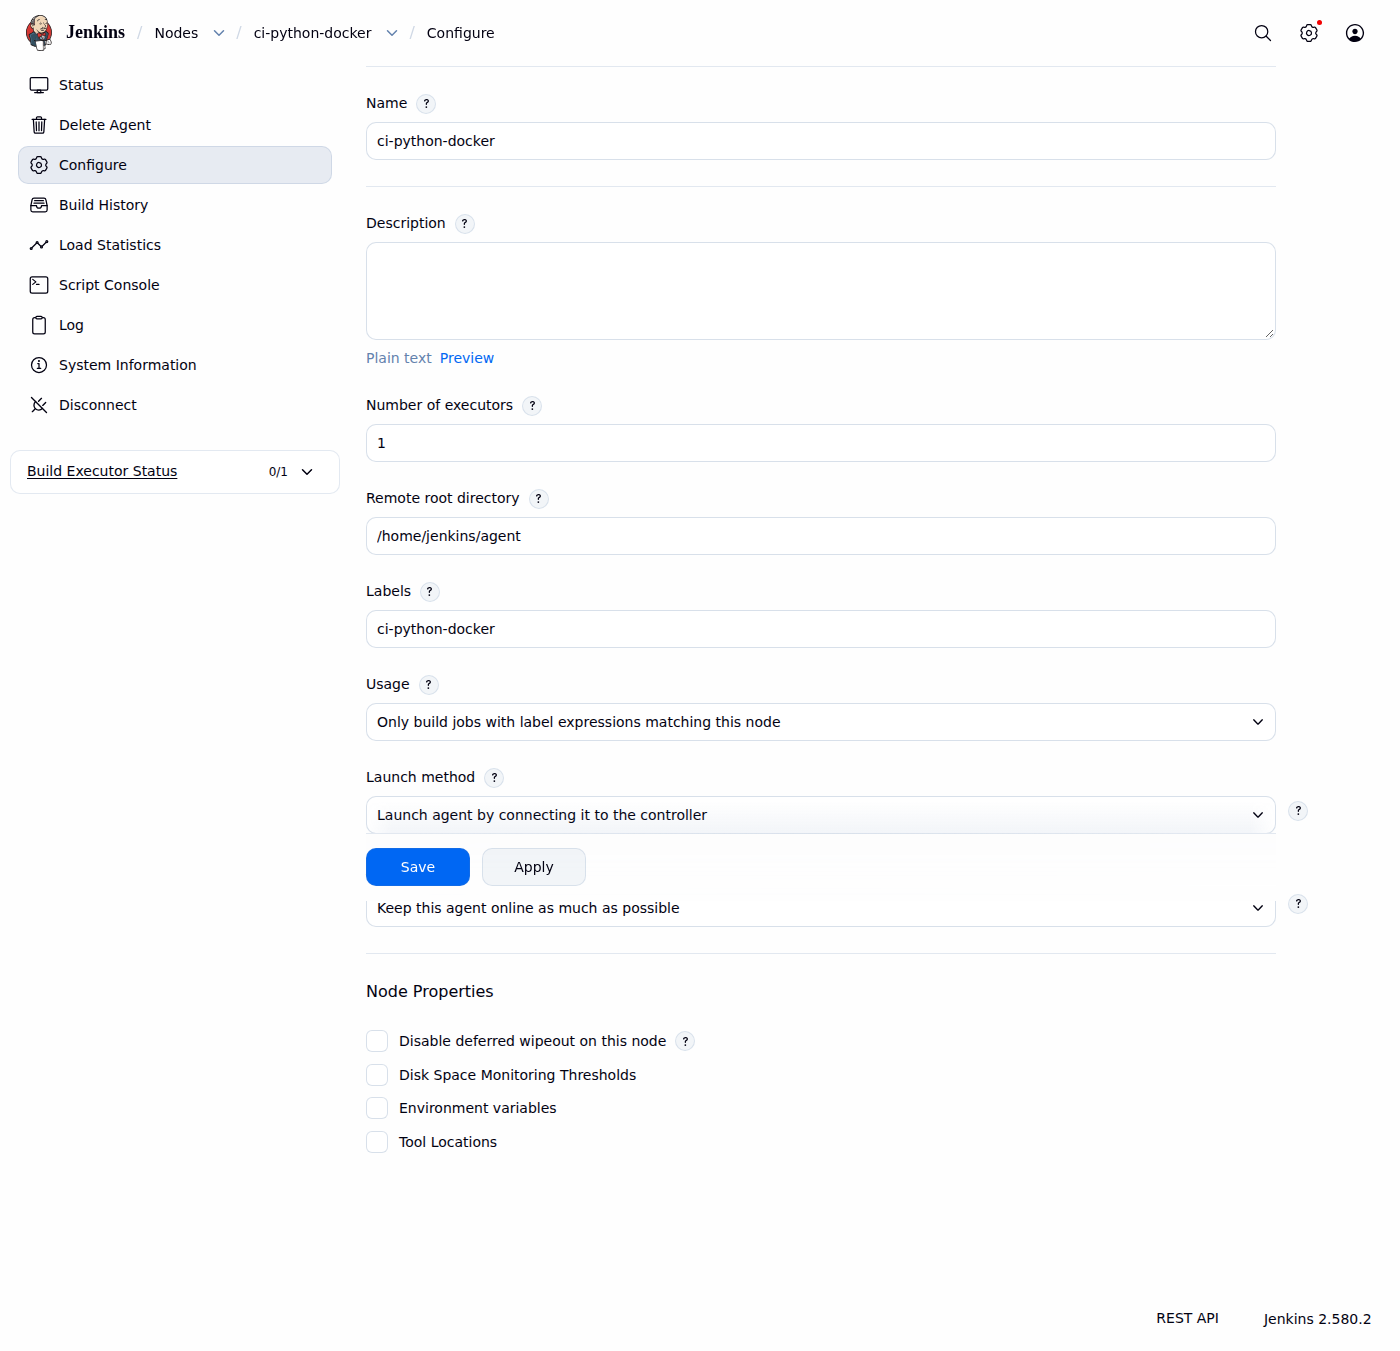 Jenkins / Nodes / ci-python-docker / Configure
Status
Delete Agent
Configure
Build History
Load Statistics
Script Console
Log
System Information
Disconnect
Build Executor Status 0/1
Name ?
ci-python-docker
Description ?
Plain text Preview
Number of executors ?
1
Remote root directory ?
/home/jenkins/agent
Labels ?
ci-python-docker
Usage ?
Only build jobs with label expressions matching this node
Launch method ?
Launch agent by connecting it to the controller ?
Save Apply
Keep this agent online as much as possible ?
Node Properties
Disable deferred wipeout on this node ?
Disk Space Monitoring Thresholds
Environment variables
Tool Locations
REST API Jenkins 2.580.2